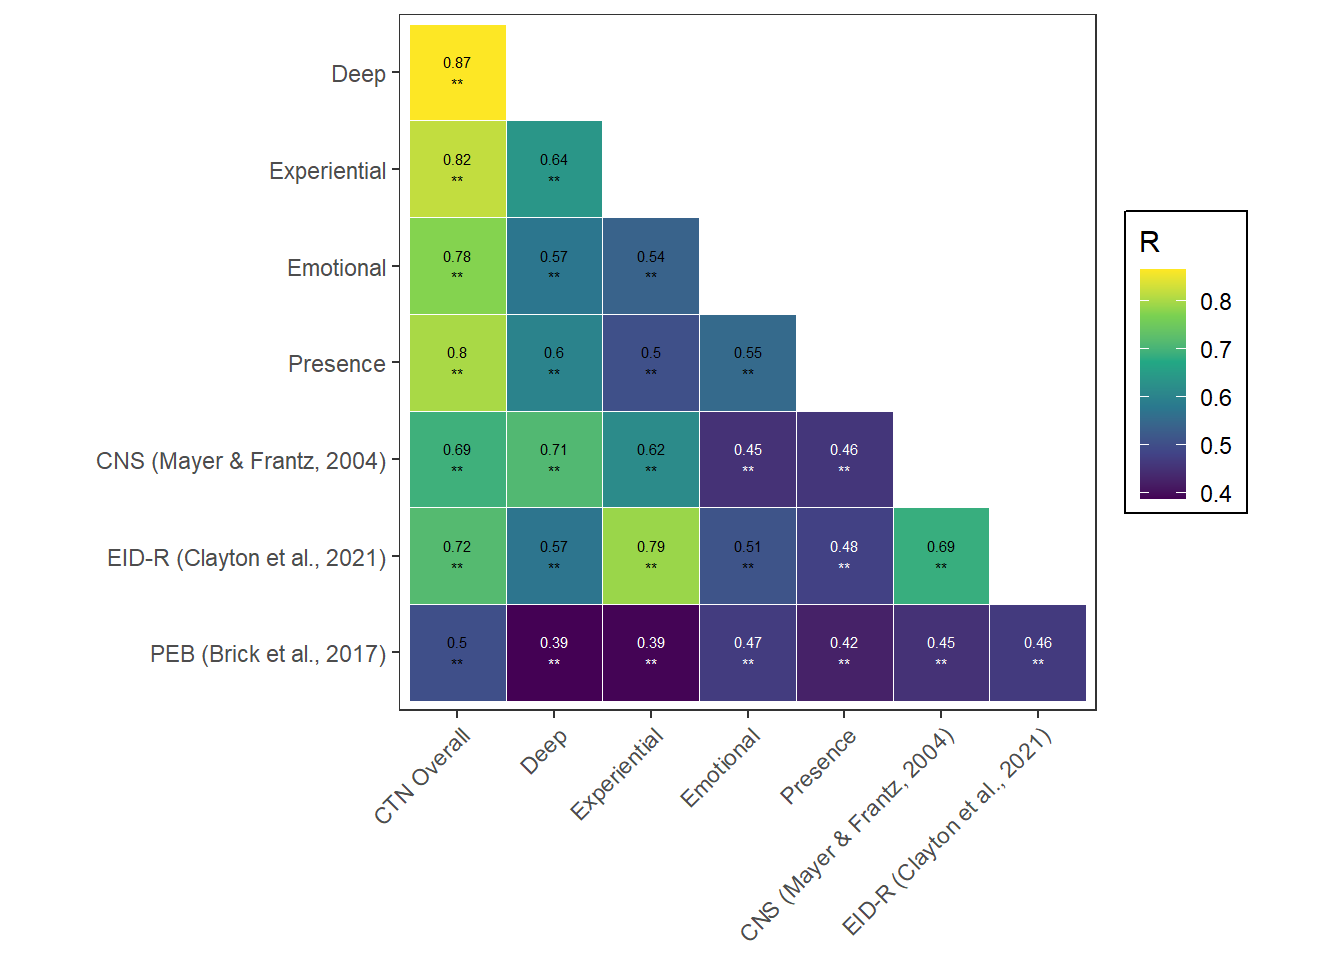 Deep
0.87
**
Experiential
0.82 0.64
** **
Emotional
0.78 0.57 0.54
** ** **
Presence
0.8 0.6 0.5 0.55
** ** ** **
CNS (Mayer & Frantz, 2004)
0.69 0.71 0.62 0.45 0.46
** ** ** ** **
EID-R (Clayton et al., 2021)
0.72 0.57 0.79 0.51 0.48 0.69
** ** ** ** ** **
PEB (Brick et al., 2017)
0.5 0.39 0.39 0.47 0.42 0.45 0.46
** ** ** ** ** ** **
CTN Overall
Deep
Experiential
Emotional
Presence
CNS (Mayer & Frantz, 2004)
EID-R (Clayton et al., 2021)
R
0.8
0.7
0.6
0.5
0.4